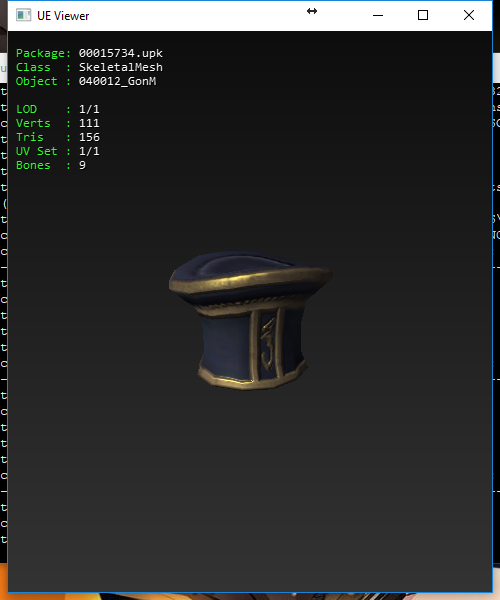 UE Viewer
Package: 00015734.upk
Class : SkeletalMesh
Object : 040012_GonM
LOD : 1/1
Verts : 111
Tris : 156
UV Set : 1/1
Bones : 9